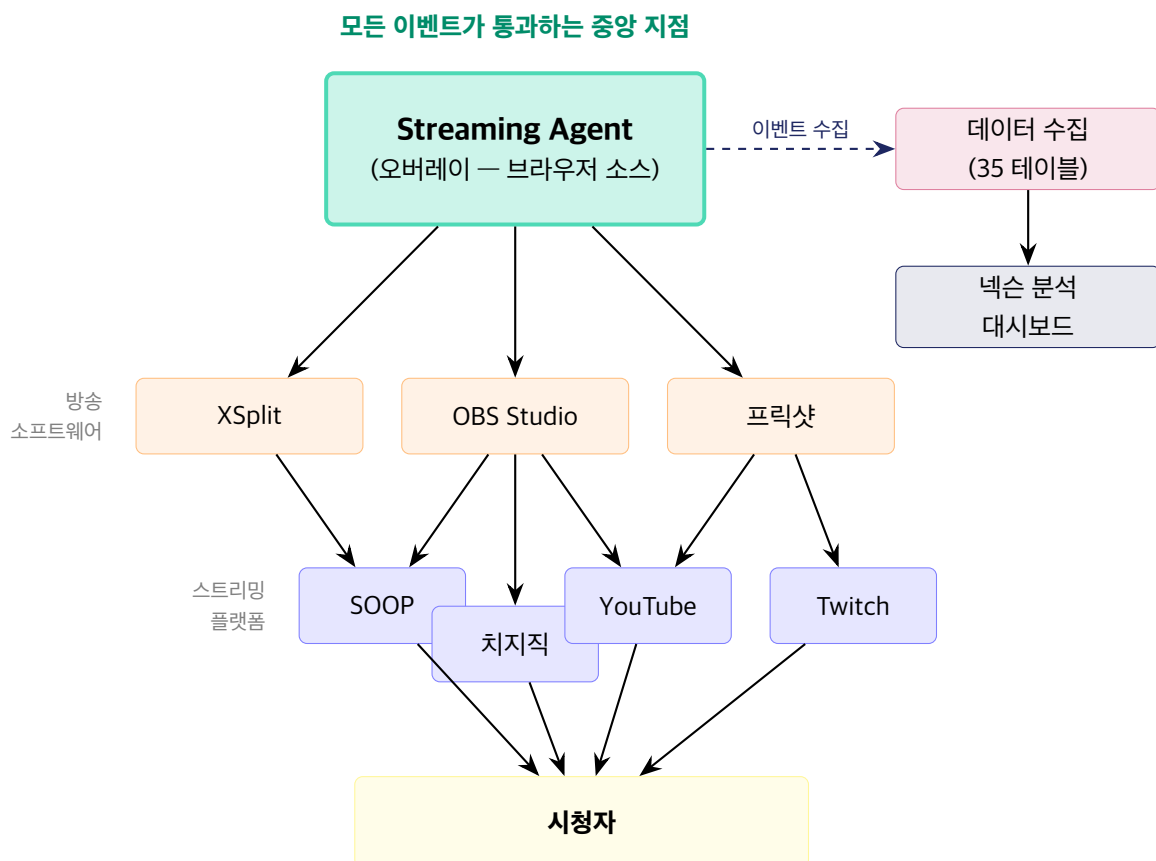 모든 이벤트가 통과하는 중앙 지점
Streaming Agent
(오버레이 — 브라우저 소스)
이벤트 수집
데이터 수집
(35 테이블)
넥슨 분석
대시보드
방송
소프트웨어
XSplit
OBS Studio
프릭샷
스트리밍
플랫폼
SOOP
치지직
YouTube
Twitch
시청자